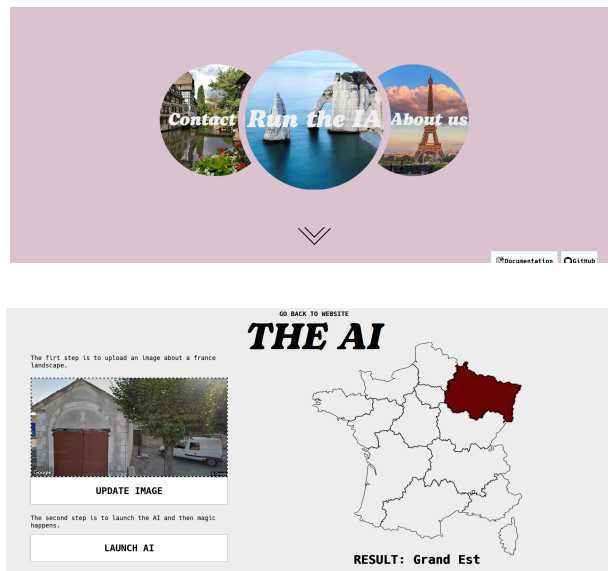 Contact
Run the IA
About us
Documentation
GitHub
GO BACK TO WEBSITE
THE AI
The firt step is to upload an image about a france
landscape.
Google
UPDATE IMAGE
The second step is to launch the AI and then magic
happens.
LAUNCH AI
RESULT: Grand Est